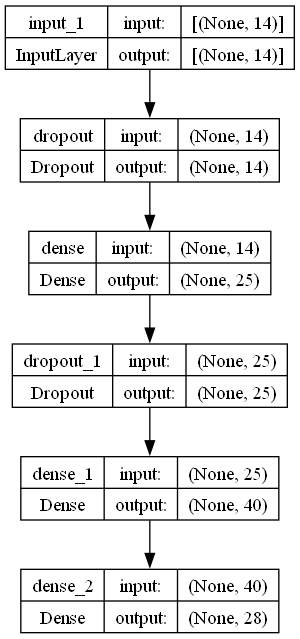 input_1 input: [(None, 14)]
InputLayer output: [(None, 14)]
dropout input: (None, 14)
Dropout output: (None, 14)
dense input: (None, 14)
Dense output: (None, 25)
dropout_1 input: (None, 25)
Dropout output: (None, 25)
dense_1 input: (None, 25)
Dense output: (None, 40)
dense_2 input: (None, 40)
Dense output: (None, 28)